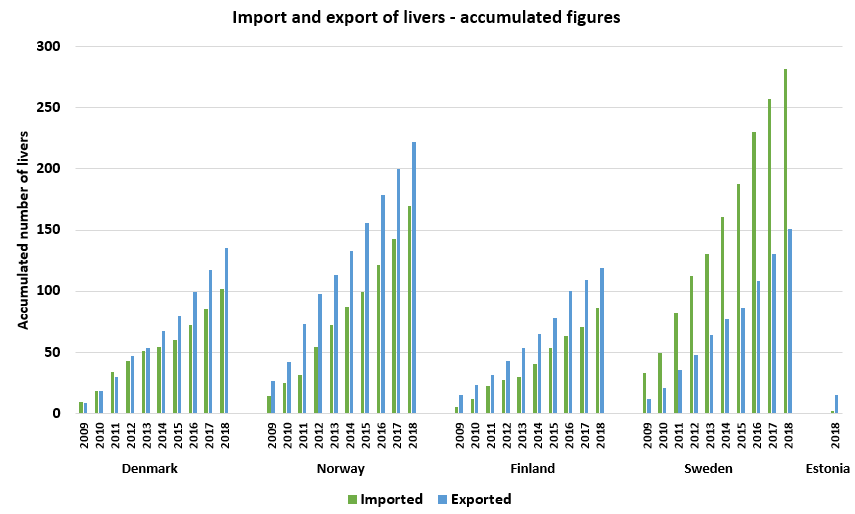 Import and export of livers - accumulated figures
Accumulated number of livers
300
250
200
150
100
50
0
2009 2010 2011 2012 2013 2014 2015 2016 2017 2018 2009 2010 2011 2012 2013 2014 2015 2016 2017 2018 2009 2010 2011 2012 2013 2014 2015 2016 2017 2018 2009 2010 2011 2012 2013 2014 2015 2016 2017 2018 2018
Denmark Norway Finland Sweden Estonia
Imported Exported